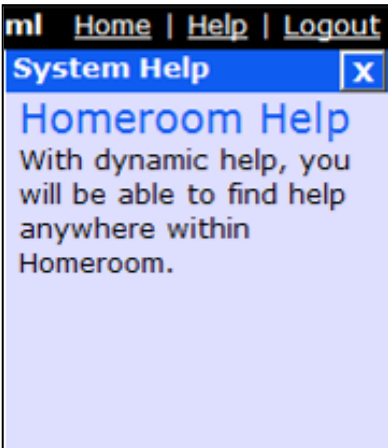 ml Home | Help | Logout
System Help X
Homeroom Help
With dynamic help, you
will be able to find help
anywhere within
Homeroom.